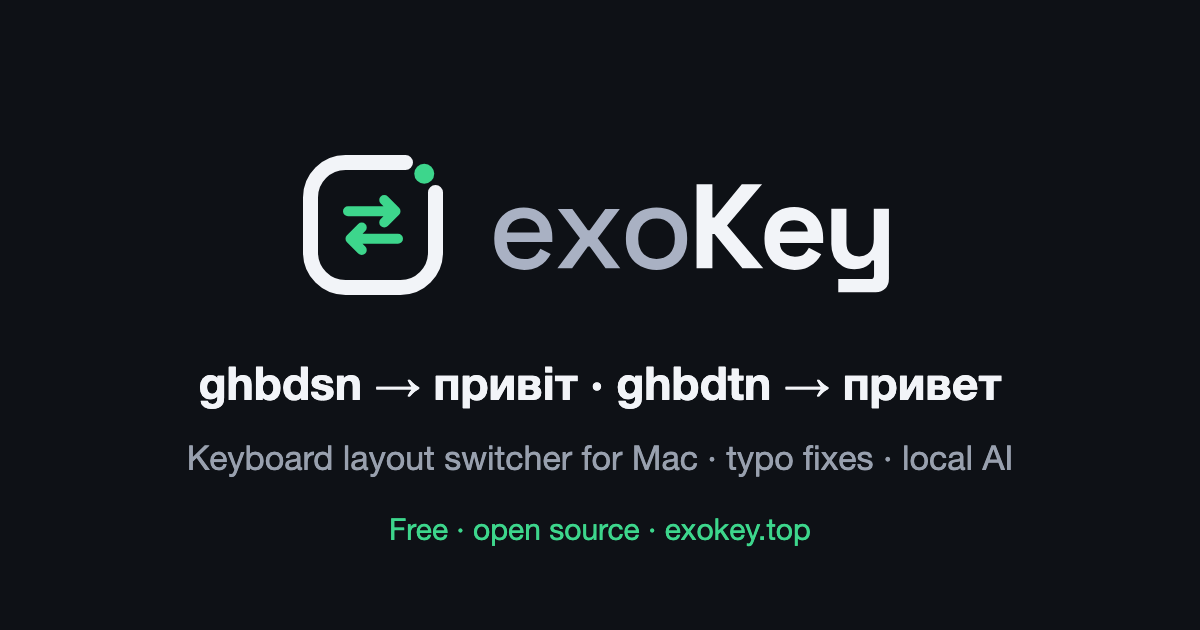 exoKey
ghbdsn → привіт · ghbdtn → привет
Keyboard layout switcher for Mac · typo fixes · local AI
Free · open source · exokey.top